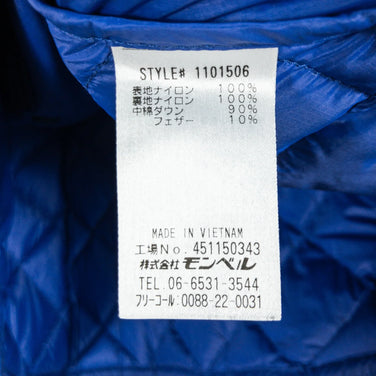 STYLE# 1101506
表地ナイロン 100%
裏地ナイロン 100%
中綿ダウン 90%
フェザー 10%
MADE IN VIETNAM
工場No. 451150343
株式会社 モンベル
TEL. 06-6531-3544
フリーコール: 0088-22-0031